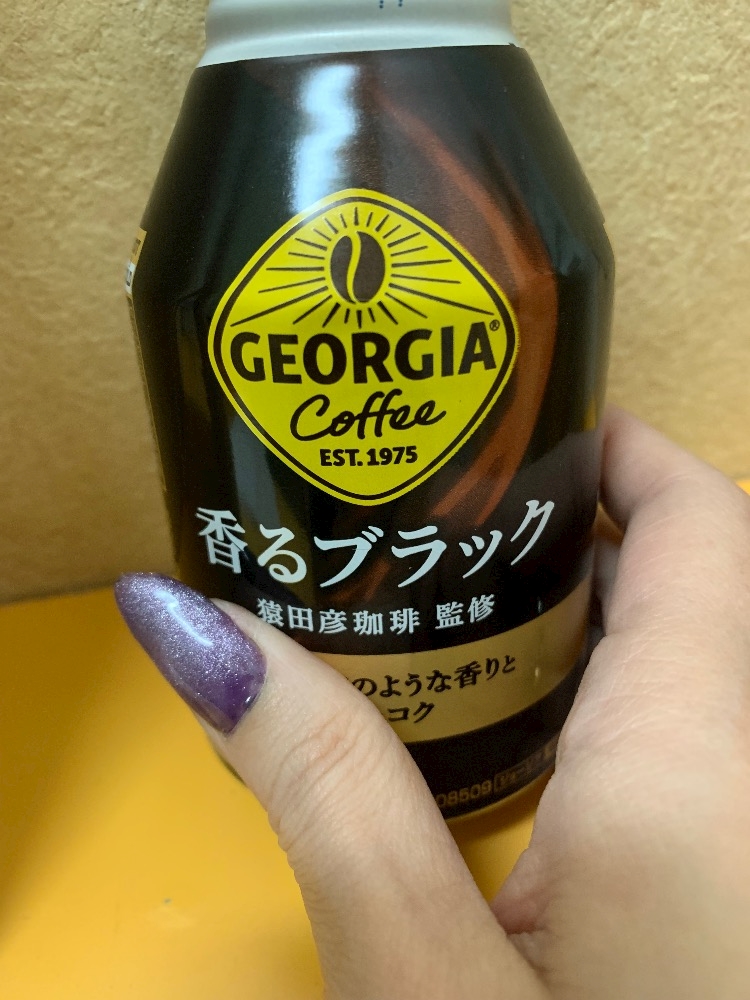 GEORGIA®
Coffee
EST. 1975
香るブラック
猿田彦珈琲 監修
のような香りと
コク
08509